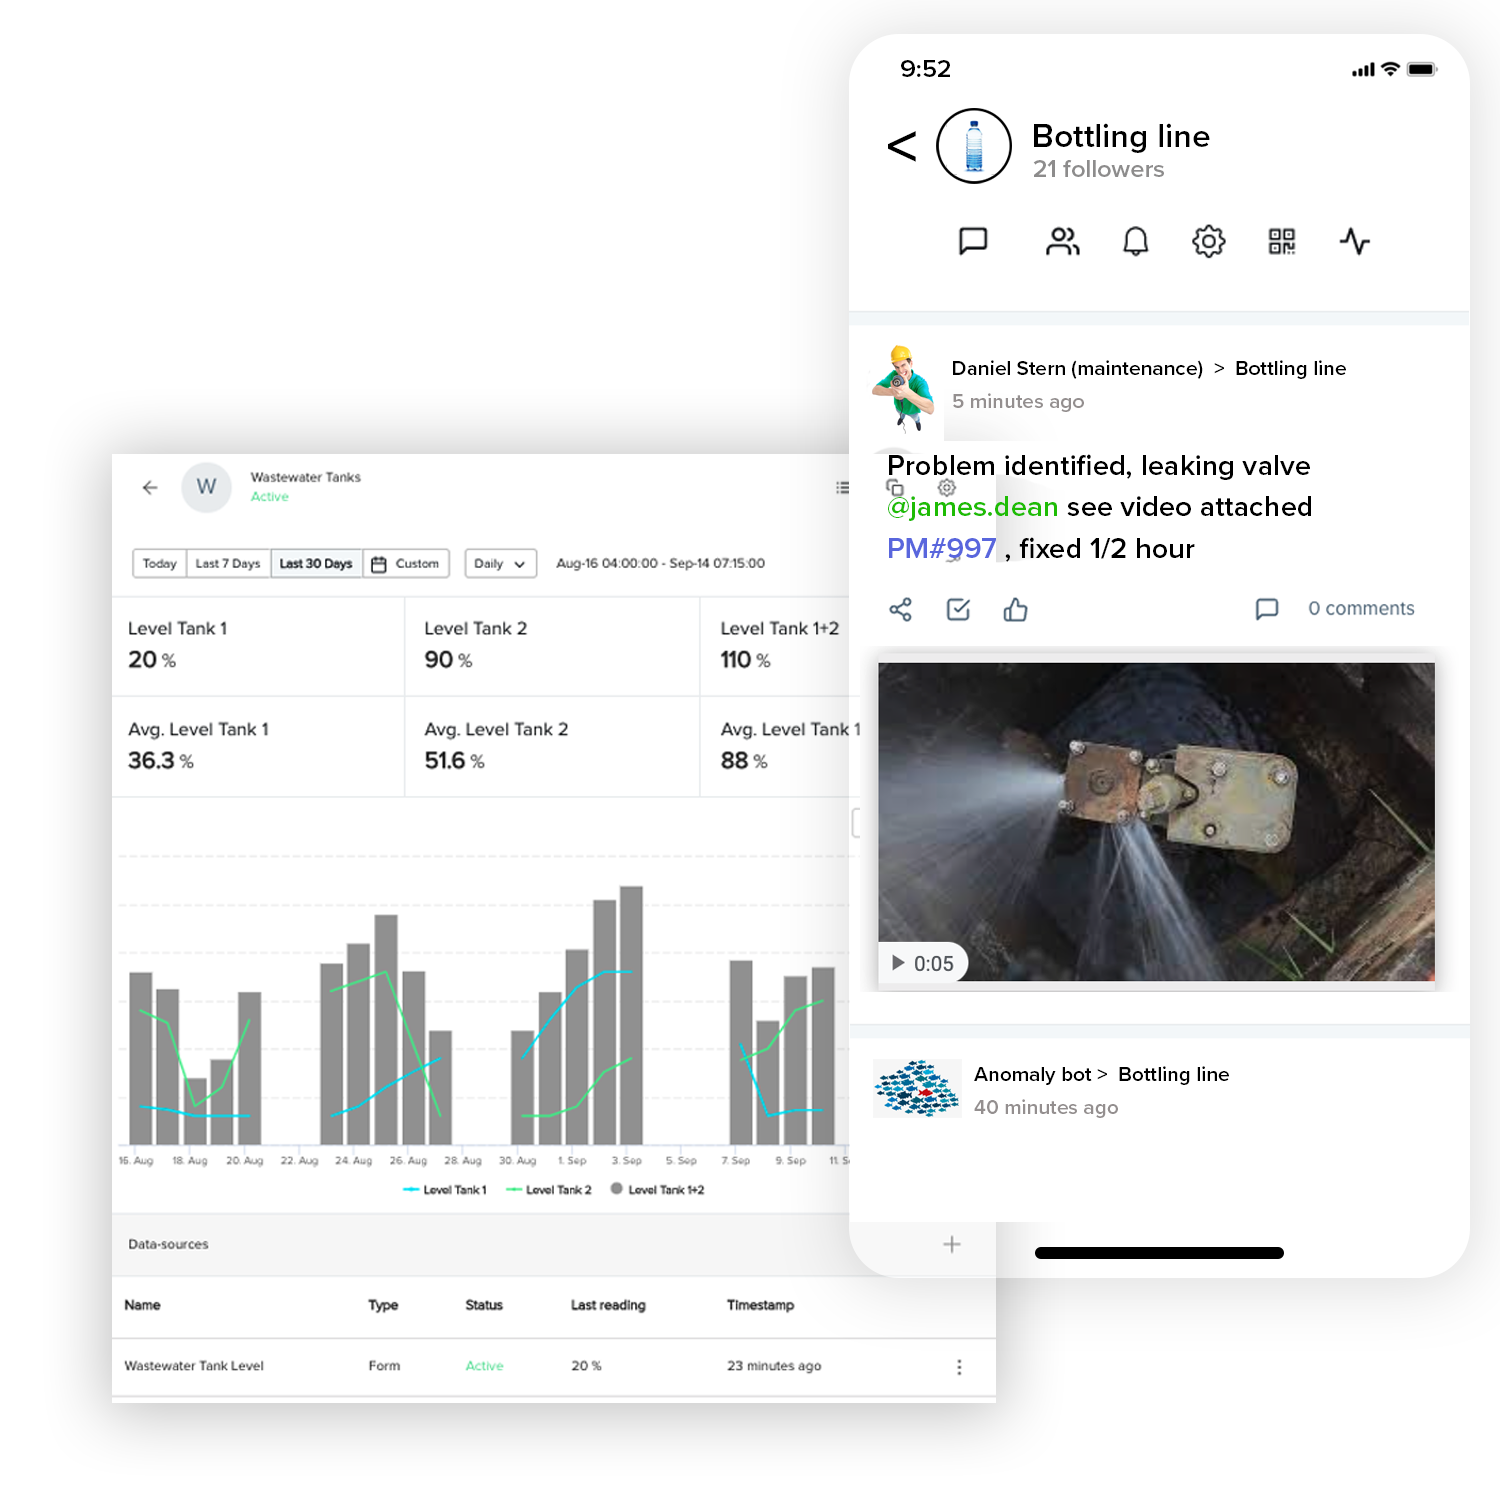 9:52
< Bottling line
21 followers
Daniel Stern (maintenance) > Bottling line
5 minutes ago
Problem identified, leaking valve
@james.dean see video attached
PM#997 , fixed 1/2 hour
0 comments
0:05
Anomaly bot > Bottling line
40 minutes ago
W
Wastewater Tanks
Active
Today Last 7 Days Last 30 Days Custom Daily Aug-16 04:00:00 - Sep-14 07:15:00
Level Tank 1 Level Tank 2 Level Tank 1+2
20 % 90 % 110 %
Avg. Level Tank 1 Avg. Level Tank 2 Avg. Level Tank 1
36.3 % 51.6 % 88 %
16. Aug 18. Aug 20. Aug 22. Aug 24. Aug 26. Aug 28. Aug 30. Aug 1. Sep 3. Sep 5. Sep 7. Sep 9. Sep 11. S
Level Tank 1 Level Tank 2 Level Tank 1+2
Data-sources
Name Type Status Last reading Timestamp
Wastewater Tank Level Form Active 20 % 23 minutes ago